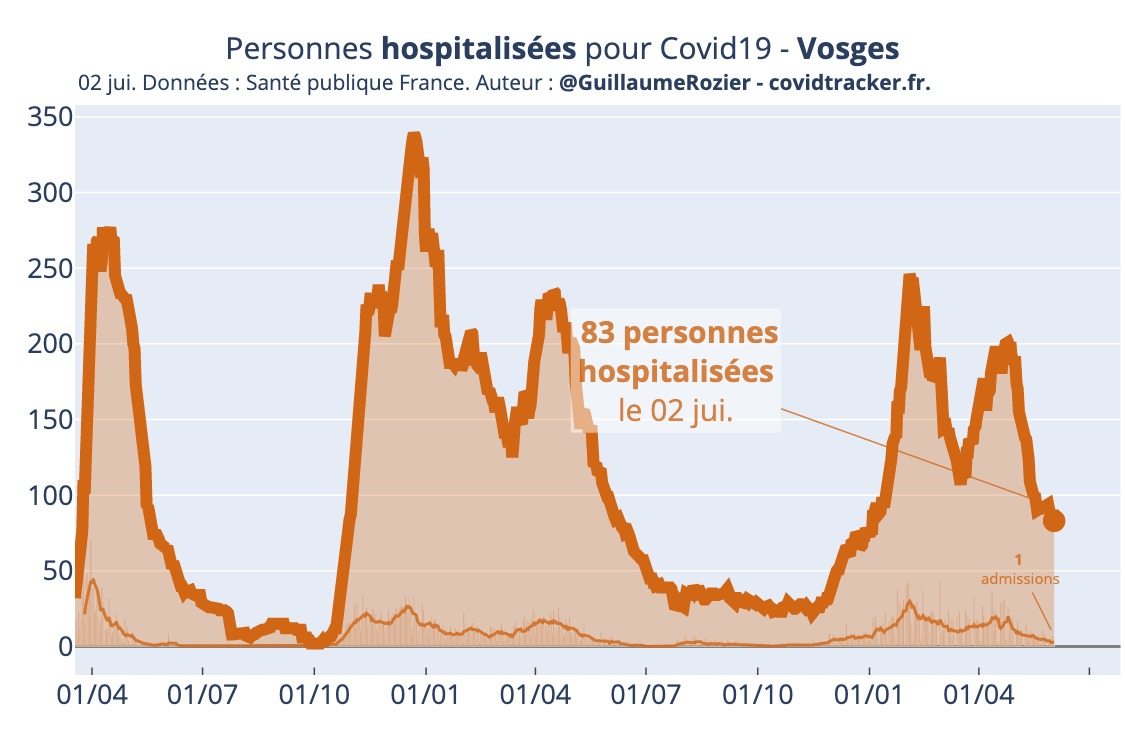 Personnes hospitalisées pour Covid19 - Vosges
02 jui. Données : Santé publique France. Auteur : @GuillaumeRozier - covidtracker.fr.
350
300
250
200
150
100
50
0
83 personnes
hospitalisées
le 02 jui.
1
admissions
01/04 01/07 01/10 01/01 01/04 01/07 01/10 01/01 01/04